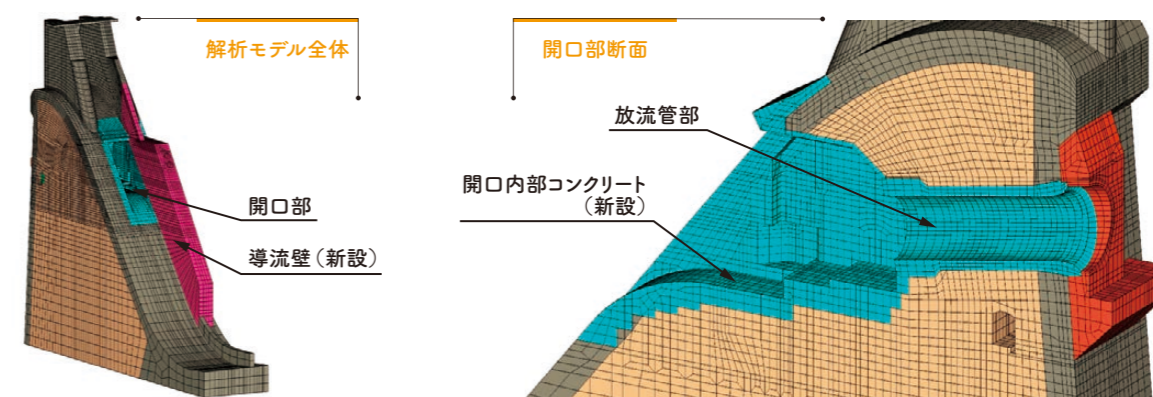 解析モデル全体
開口部断面
放流管部
開口内部コンクリート
（新設）
開口部
導流壁（新設）